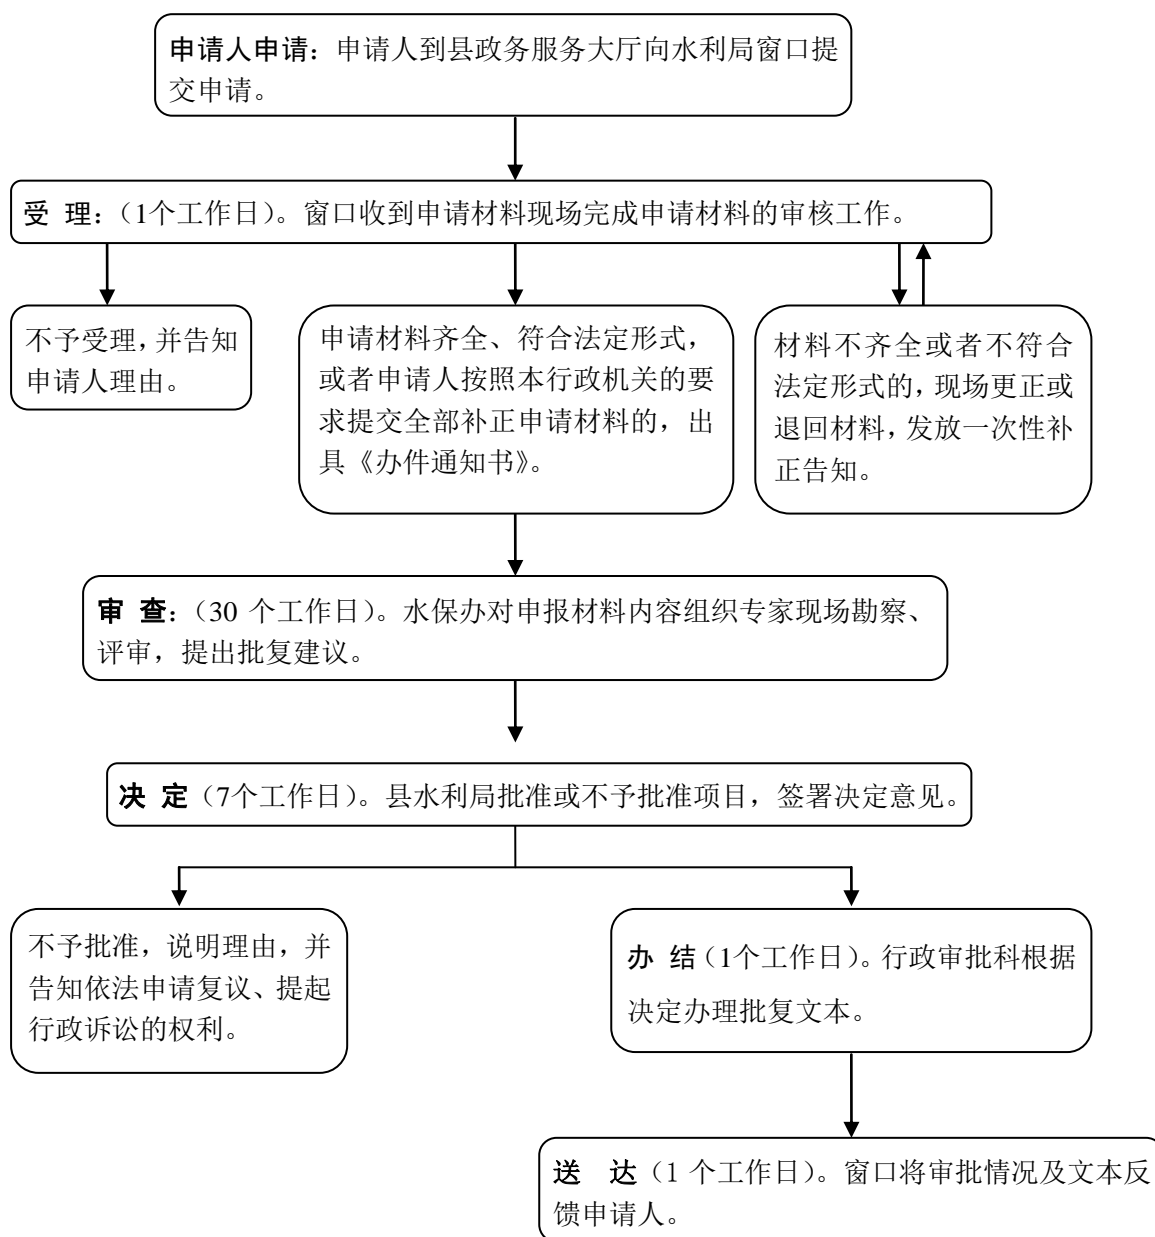 申请人申请：申请人到县政务服务大厅向水利局窗口提
交申请。
受 理：（1个工作日）。窗口收到申请材料现场完成申请材料的审核工作。
不予受理，并告知
申请人理由。
申请材料齐全、符合法定形式，
或者申请人按照本行政机关的要
求提交全部补正申请材料的，出
具《办件通知书》。
材料不齐全或者不符合
法定形式的，现场更正或
退回材料，发放一次性补
正告知。
审 查：（30 个工作日）。水保办对申报材料内容组织专家现场勘察、
评审，提出批复建议。
决 定（7个工作日）。县水利局批准或不予批准项目，签署决定意见。
不予批准，说明理由，并
告知依法申请复议、提起
行政诉讼的权利。
办 结（1个工作日）。行政审批科根据
决定办理批复文本。
送 达（1 个工作日）。窗口将审批情况及文本反
馈申请人。